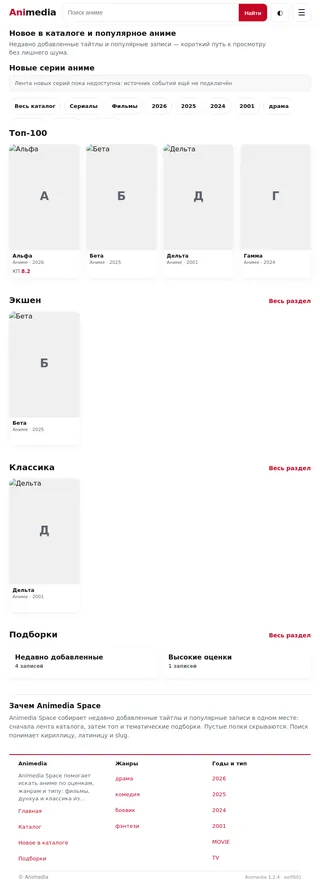 Animedia
Поиск аниме
Найти
Новое в каталоге и популярное аниме
Недавно добавленные тайтлы и популярные записи — короткий путь к просмотру
без лишнего шума.
Новые серии аниме
Лента новых серий пока недоступна: источник событий ещё не подключён
Весь каталог Сериалы Фильмы 2026 2025 2024 2001 драма
Топ-100
Альфа Бета Дельта
А Б Д Г
Альфа Бета Дельта Гамма
Аниме · 2026 Аниме · 2025 Аниме · 2001 Аниме · 2024
КП 8.2
Экшен Весь раздел
Бета
Б
Бета
Аниме · 2025
Классика Весь раздел
Дельта
Д
Дельта
Аниме · 2001
Подборки Весь раздел
Недавно добавленные Высокие оценки
4 записей 1 записей
Зачем Animedia Space
Animedia Space собирает недавно добавленные тайтлы и популярные записи в одном месте:
сначала лента каталога, затем топ и тематические подборки. Пустые полки скрываются. Поиск
понимает кириллицу, латиницу и slug.
Animedia Жанры Годы и тип
Animedia Space помогает
искать аниме по оценкам,
жанрам и типу: фильмы,
дунхуа и классика из...
Главная
Каталог
Новое в каталоге
Подборки
драма
комедия
боевик
фэнтези
2026
2025
2024
2001
MOVIE
TV
© Animedia